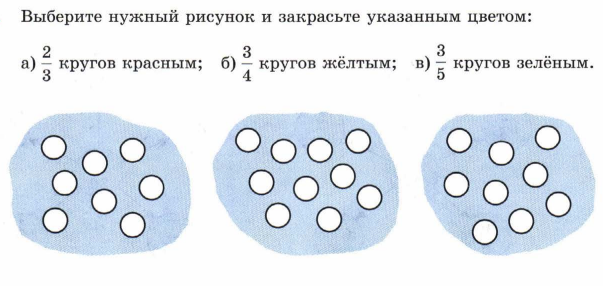 Выберите нужный рисунок и закрасьте указанным цветом:
а) 2/3 кругов красным; б) 3/4 кругов жёлтым; в) 3/5 кругов зелёным.